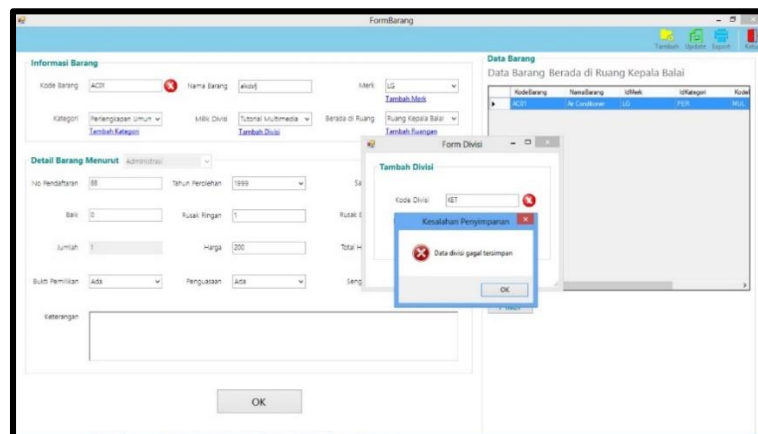 FormBarang
Tambah Update Export
Informasi Barang
Kode Barang AC01 Nama Barang Merk LG
Tambah Merk
Kategori Perlengkapan Umun Milik Divisi Tutorial Multimedia Berada di Ruang Ruang Kepala Balai
Tambah Kategori Tambah Divisi Tambah Ruangan
Detail Barang Menurut Administrasi
No Pendaftaran 88 Tahun Perolehan 1999
Baik 0 Rusak Ringan 1 Rusak
Jumlah 1 Harga 200 Total
Bukti Pemilikan Ada Penguasaan Ada
Keterangan
OK
Data Barang
Data Barang Berada di Ruang Kepala Balai
KodeBarang NamaBarang IdMerk IdKategori
AC01 Air Conditioner LG PER MUL
Form Divisi
Tambah Divisi
Kode Divisi KET
Kesalahan Penyimpanan
Data divisi gagal tersimpan
OK